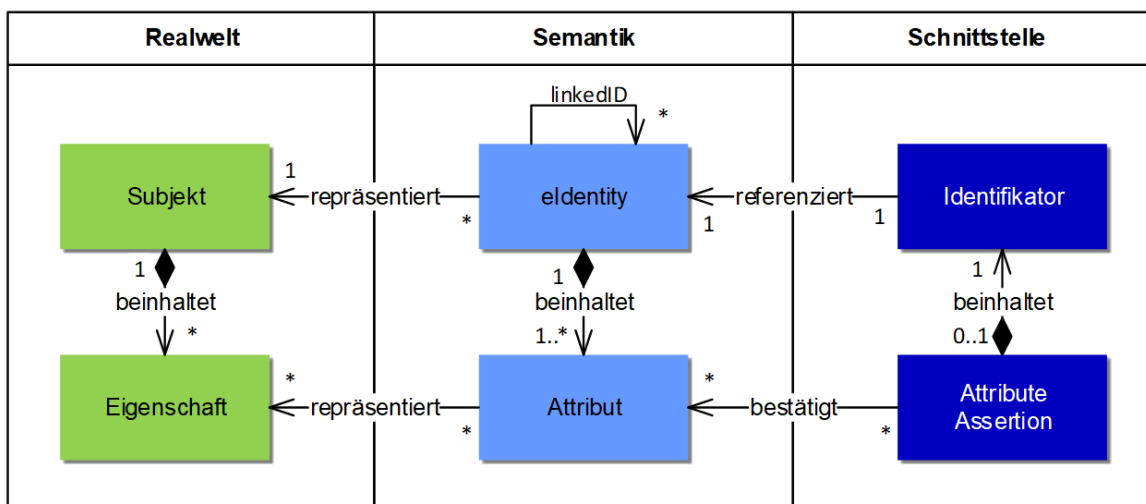 Realwelt
Semantik
Schnittstelle
linkedID
*
Subjekt
1
repräsentiert
*
eIdentity
1
referenziert
1
Identifikator
1
beinhaltet
*
1
beinhaltet
1..*
1
beinhaltet
0..1
Eigenschaft
*
repräsentiert
*
Attribut
*
bestätigt
*
Attribute
Assertion